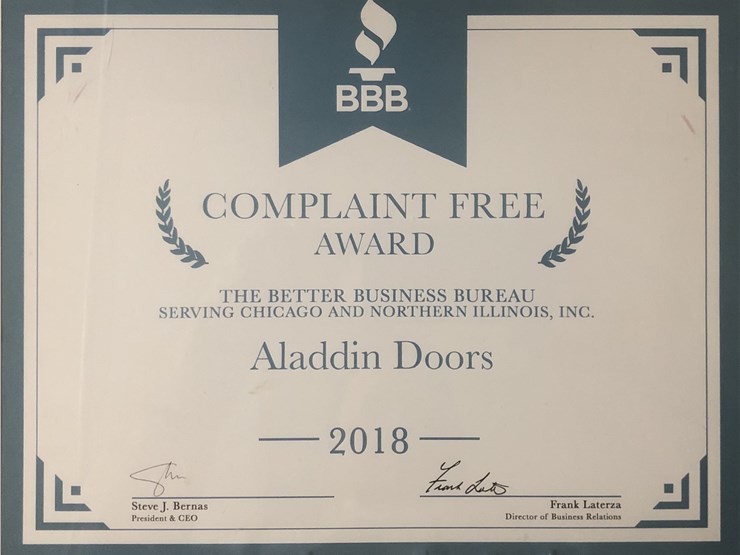 BBB
COMPLAINT FREE
AWARD
THE BETTER BUSINESS BUREAU
SERVING CHICAGO AND NORTHERN ILLINOIS, INC.
Aladdin Doors
2018
Steve J. Bernas
President & CEO
Frank Laterza
Director of Business Relations